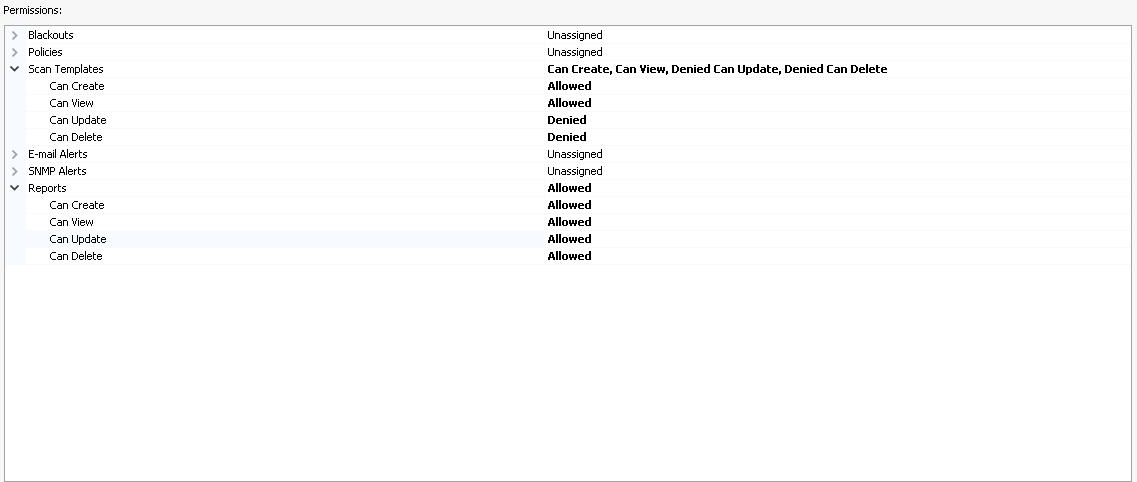 Permissions:
Blackouts Unassigned
Policies Unassigned
Scan Templates Can Create, Can View, Denied Can Update, Denied Can Delete
Can Create Allowed
Can View Allowed
Can Update Denied
Can Delete Denied
E-mail Alerts Unassigned
SNMP Alerts Unassigned
Reports Allowed
Can Create Allowed
Can View Allowed
Can Update Allowed
Can Delete Allowed